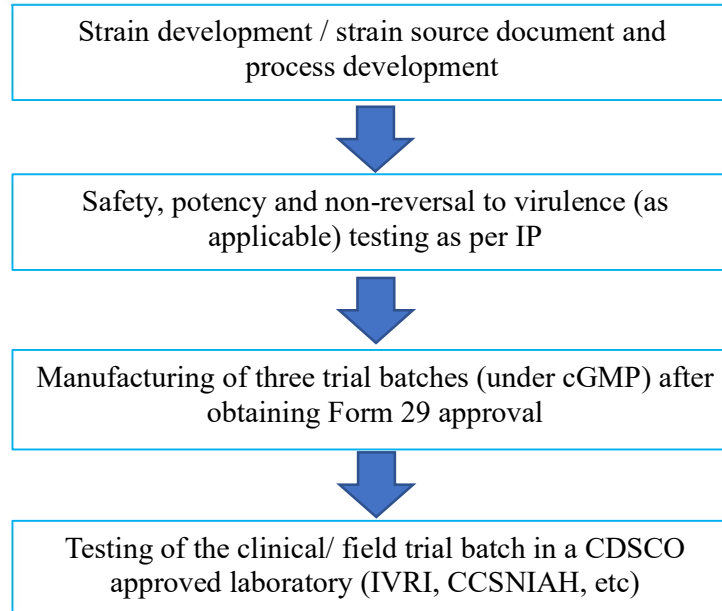 Strain development / strain source document and
process development
Safety, potency and non-reversal to virulence (as
applicable) testing as per IP
Manufacturing of three trial batches (under cGMP) after
obtaining Form 29 approval
Testing of the clinical/ field trial batch in a CDSCO
approved laboratory (IVRI, CCSNIAH, etc)